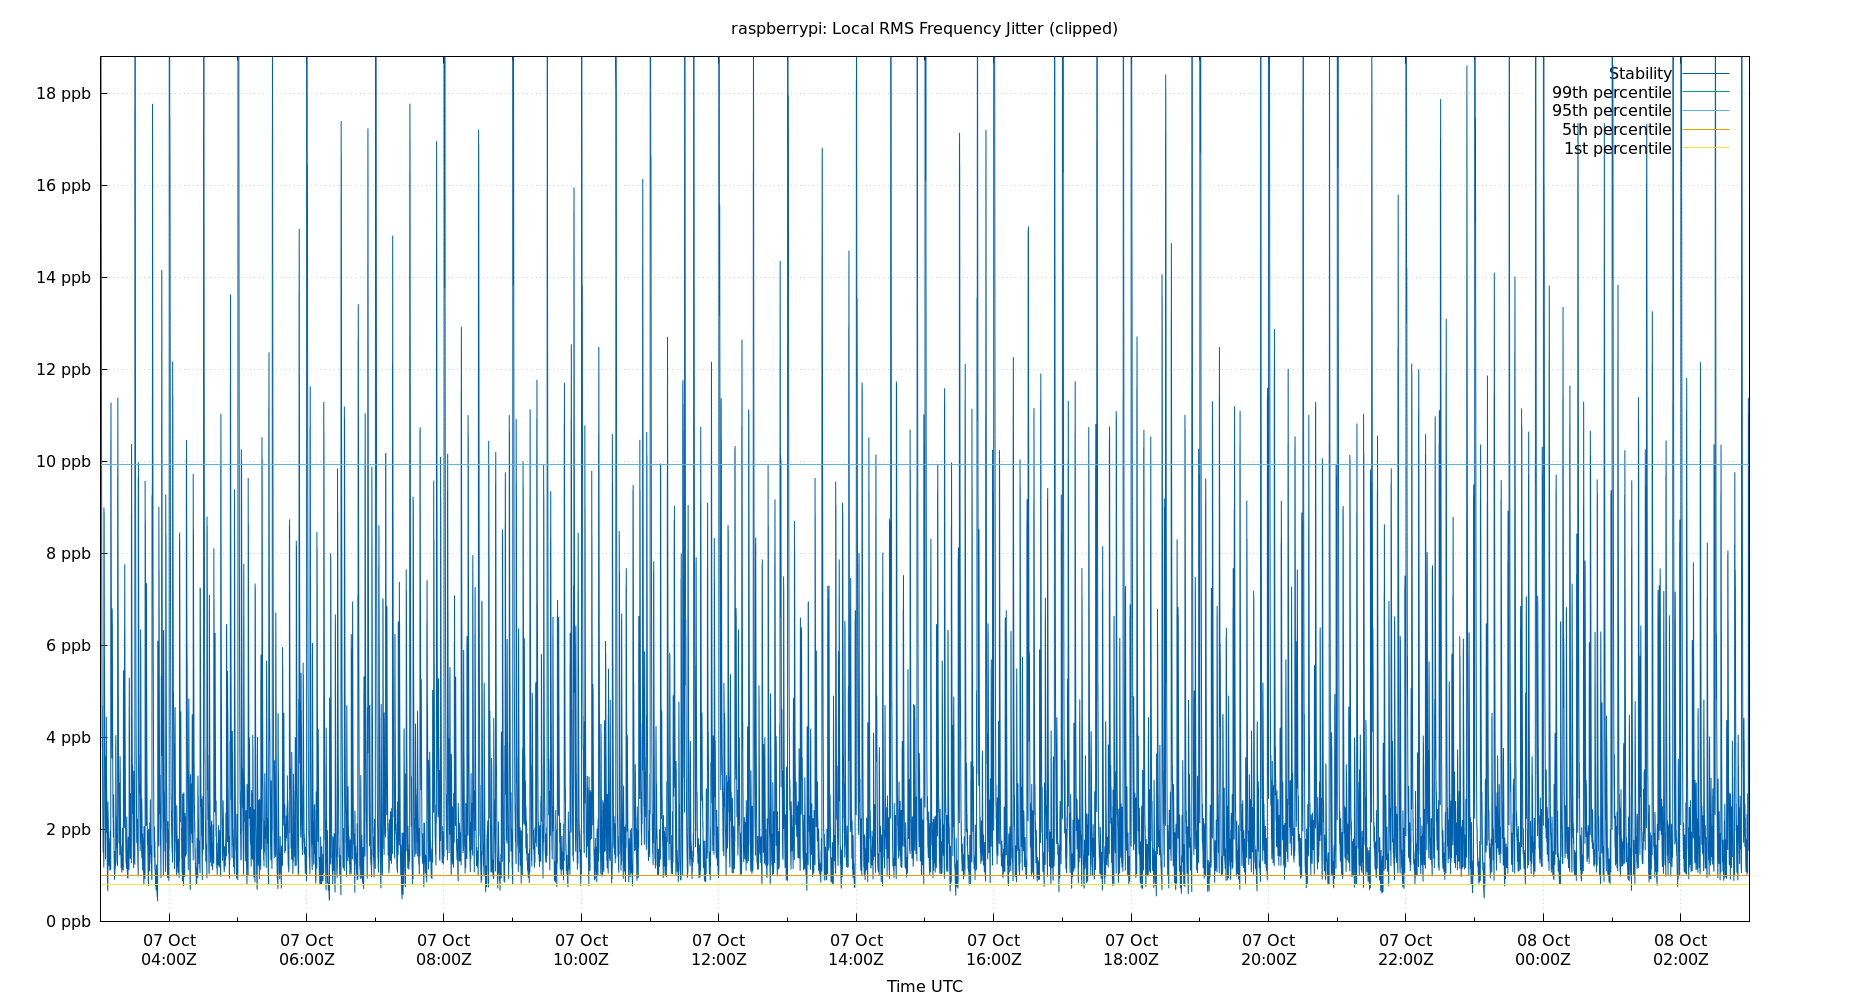 raspberrypi: Local RMS Frequency Jitter (clipped)
Stability
99th percentile
95th percentile
5th percentile
1st percentile
18 ppb
16 ppb
14 ppb
12 ppb
10 ppb
8 ppb
6 ppb
4 ppb
2 ppb
0 ppb
07 Oct 07 Oct 07 Oct 07 Oct 07 Oct 07 Oct 07 Oct 07 Oct 07 Oct 07 Oct 08 Oct 08 Oct
04:00Z 06:00Z 08:00Z 10:00Z 12:00Z 14:00Z 16:00Z 18:00Z 20:00Z 22:00Z 00:00Z 02:00Z
Time UTC